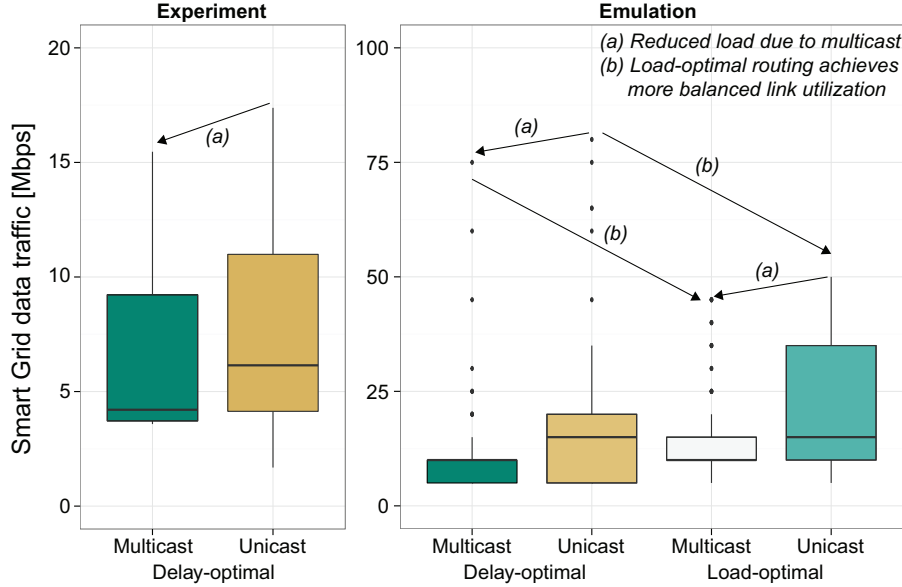 Experiment
Emulation
Smart Grid data traffic [Mbps]
20
15
10
5
0
(a)
Multicast
Unicast
Delay-optimal
100
75
50
25
0
(a) Reduced load due to multicast
(b) Load-optimal routing achieves
more balanced link utilization
(a)
(b)
(b)
(a)
Multicast
Unicast
Multicast
Unicast
Delay-optimal
Load-optimal